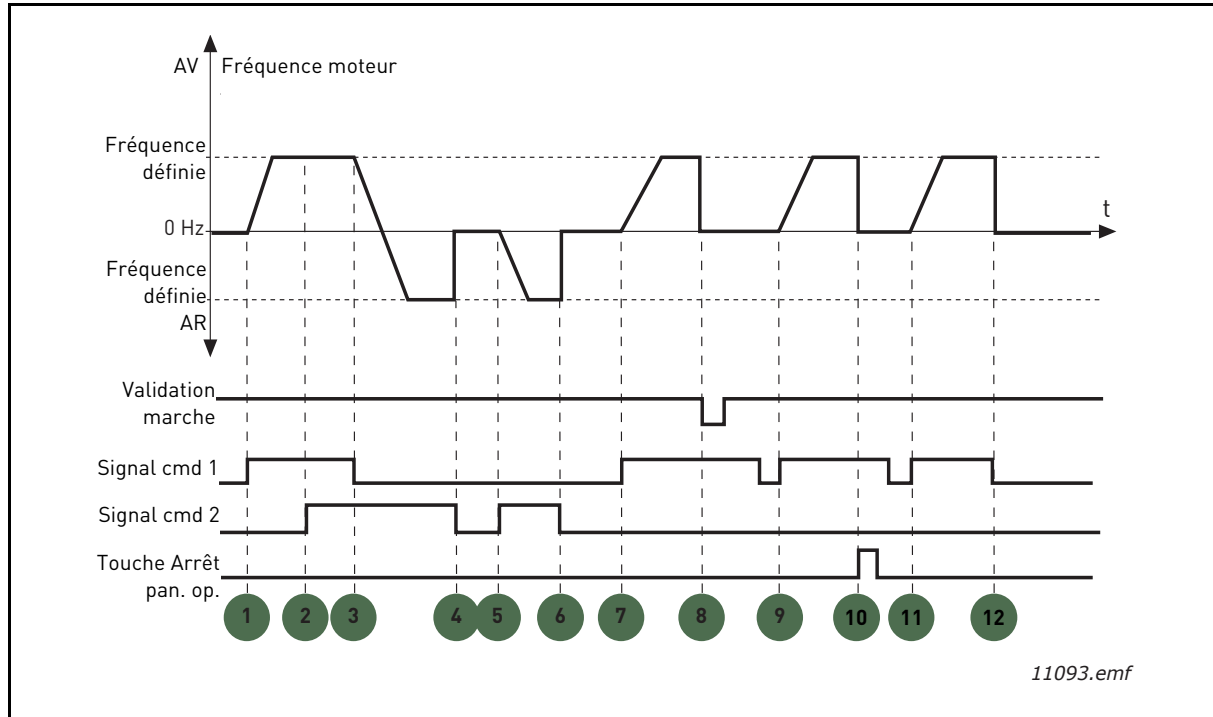 AV
Fréquence moteur
Fréquence
définie
t
0 Hz
Fréquence
définie
AR
Validation
marche
Signal cmd 1
Signal cmd 2
Touche Arrêt
pan. op.
1 2 3 4 5 6 7 8 9 10 11 12
11093.emf